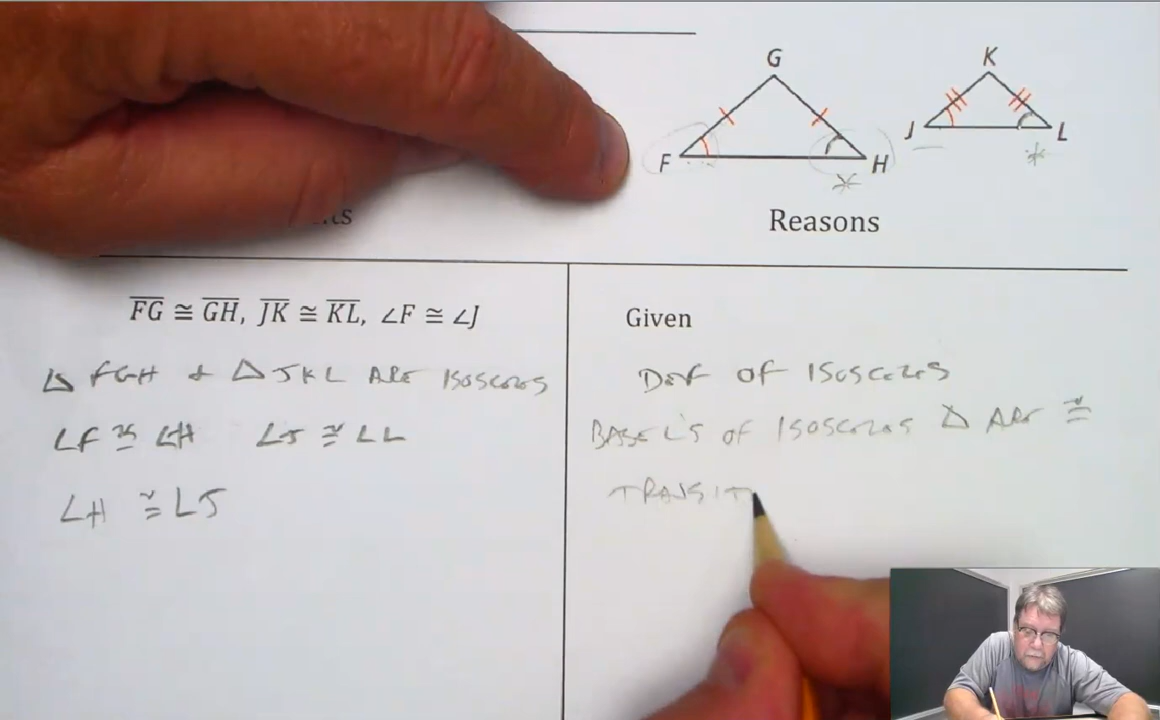 G K
F H J L
Reasons
FG ≅ GH, JK ≅ KL, ∠F ≅ ∠J Given
△ FGH + △ JKL ARE ISOSCELES DEF OF ISOSCELES
∠F ≅ ∠H ∠J ≅ ∠L BASE ∠'S OF ISOSCELES △ ARE ≅
∠H ≅ ∠J TRANSIT